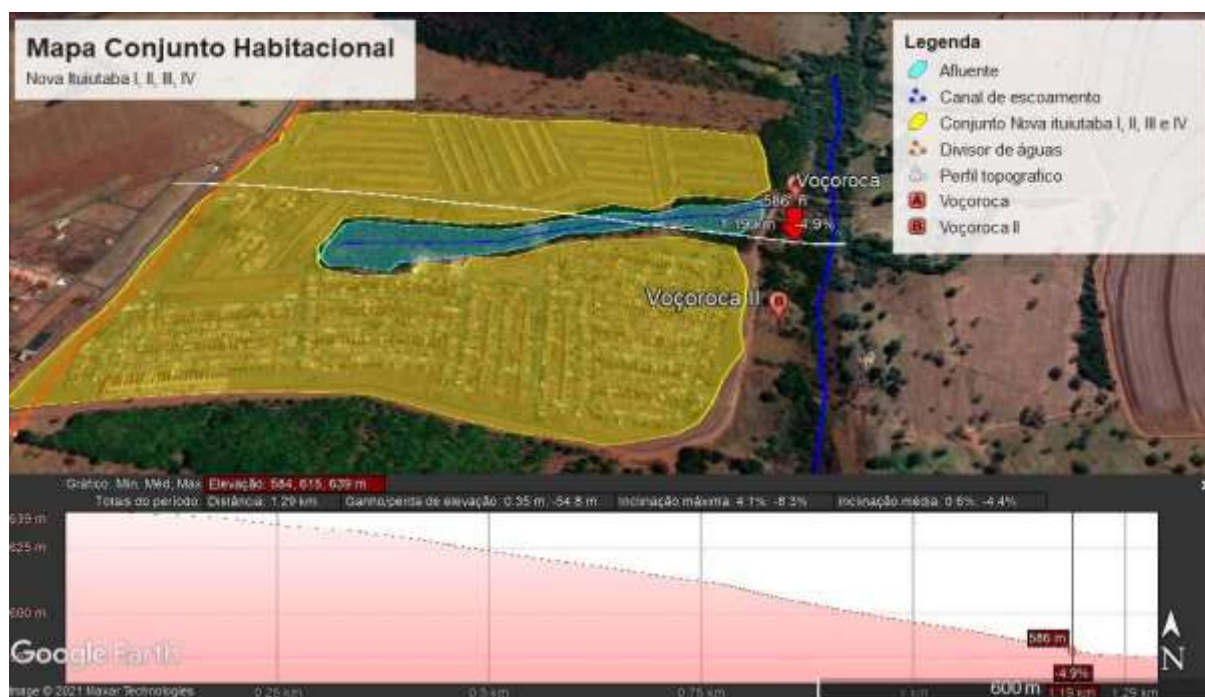 Mapa Conjunto Habitacional
Nova Ituiutaba I, II, III, IV
Legenda
Afluente
Canal de escoamento
Conjunto Nova ituiutaba I, II, III e IV
Divisor de águas
Perfil topografico
A Voçoroca
B Voçoroca II
Voçoroca
586 m
1.19 km -4.9%
Voçoroca II
B
Gráfico: Mín, Méd, Máx Elevação: 584, 615, 639 m
Totais do período: Distância: 1.29 km Ganho/perda de elevação: 0.35 m, -54.8 m Inclinação máxima: 4.1%, -8.3% Inclinação média: 0.6%, -4.4%
639 m
625 m
600 m
586 m
-4.9%
Google Earth
N
Image © 2021 Maxar Technologies
0.25 km 0.5 km 0.75 km 1 km 1.19 km 1.29 km
600 m